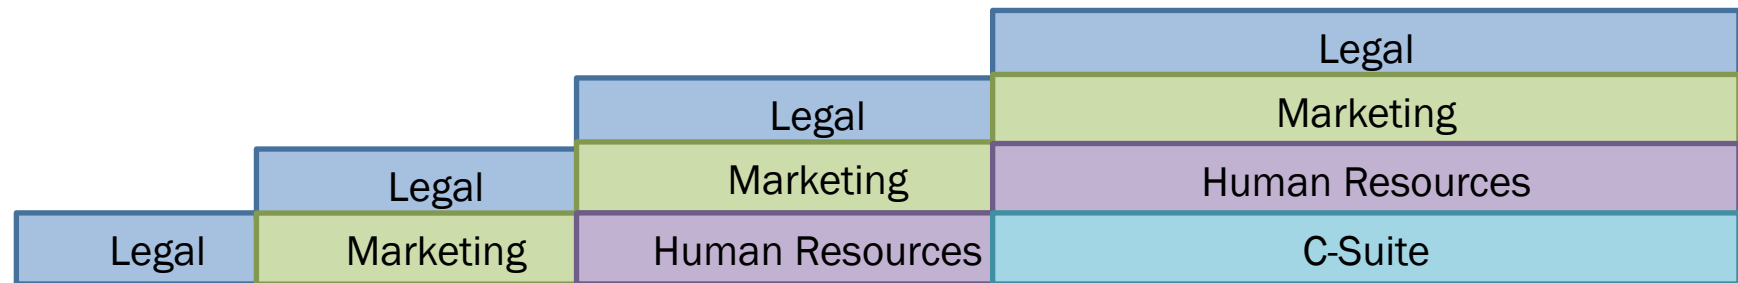 Legal
Legal
Marketing
Legal
Marketing
Human Resources
Legal
Marketing
Human Resources
C-Suite